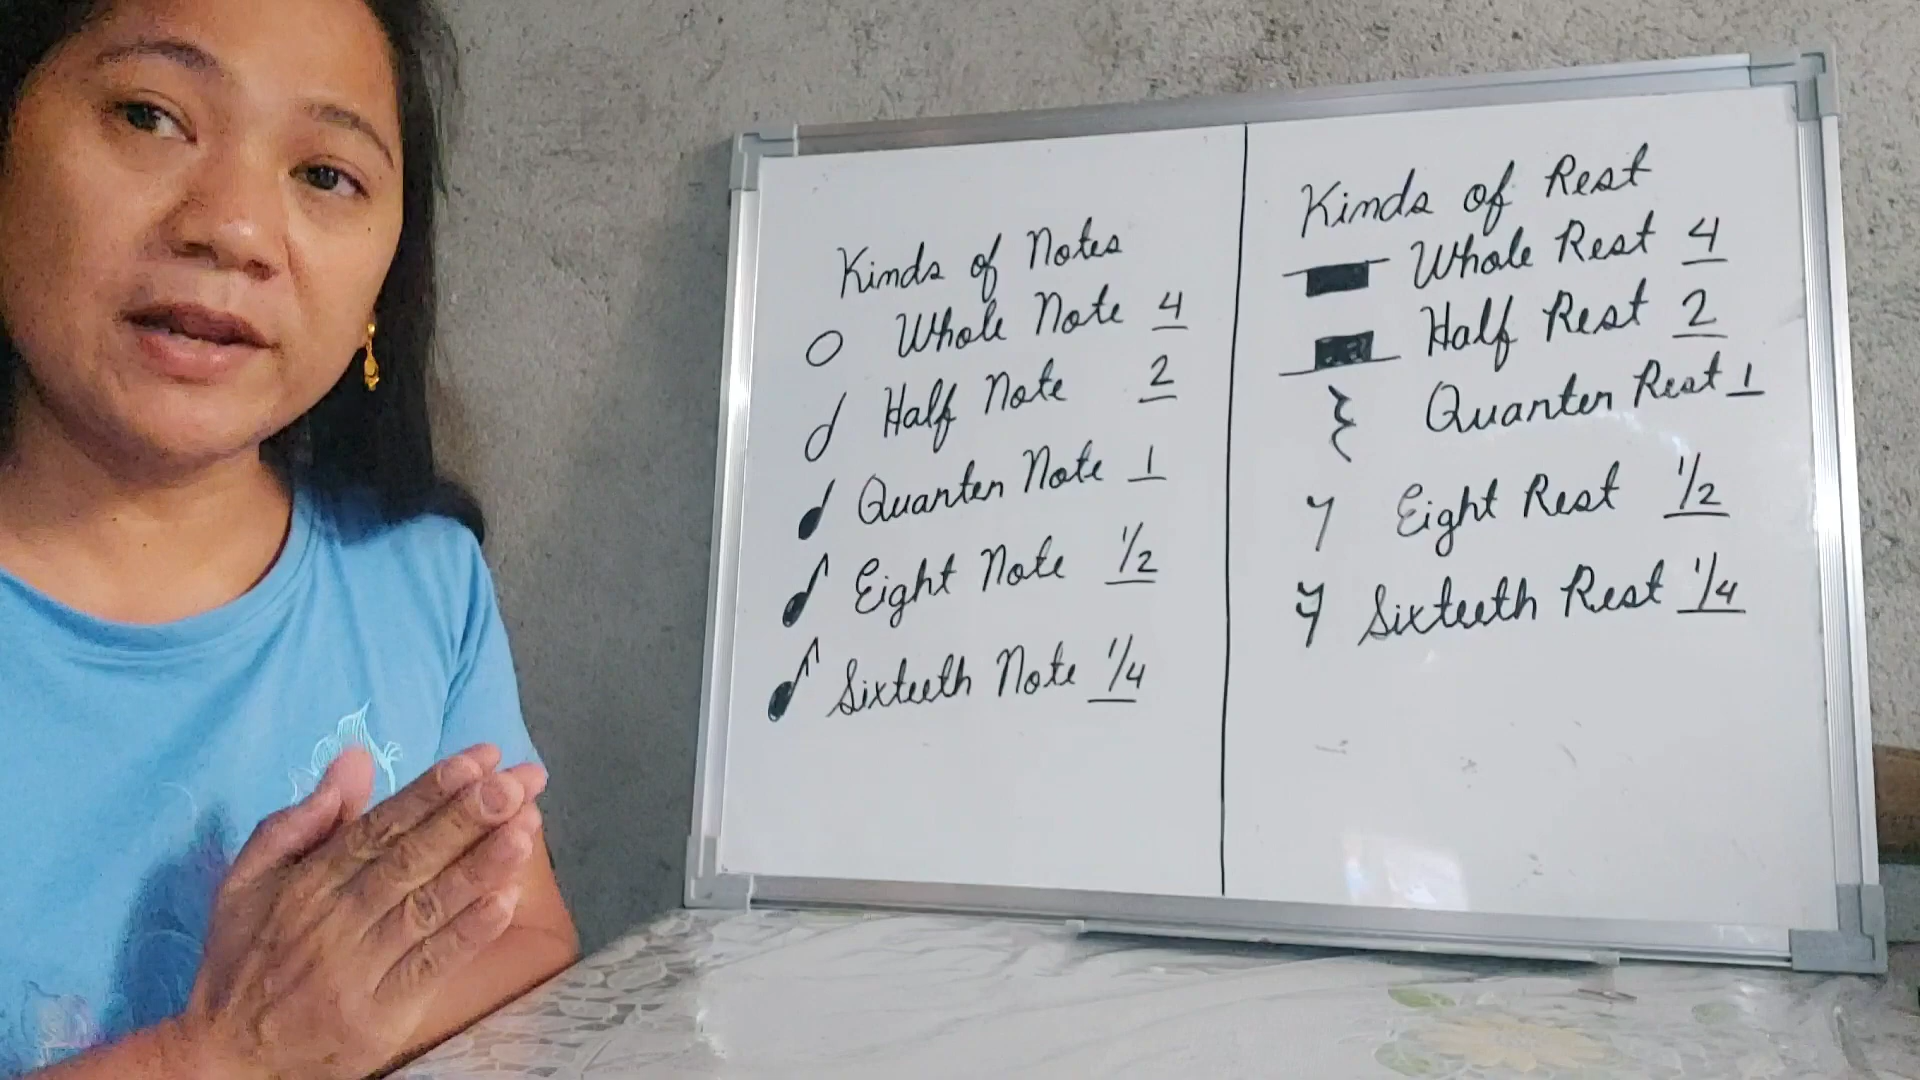 Kinds of Notes
Whole Note 4
Half Note 2
Quarter Note 1
Eight Note 1/2
Sixteeth Note 1/4
Kinds of Rest
Whole Rest 4
Half Rest 2
Quarter Rest 1
Eight Rest 1/2
Sixteeth Rest 1/4